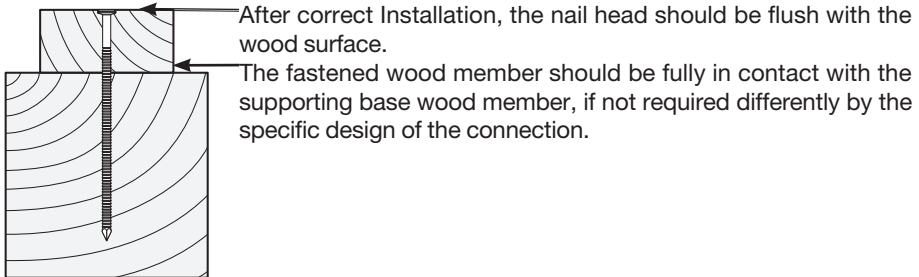 After correct Installation, the nail head should be flush with the
wood surface.
The fastened wood member should be fully in contact with the
supporting base wood member, if not required differently by the
specific design of the connection.